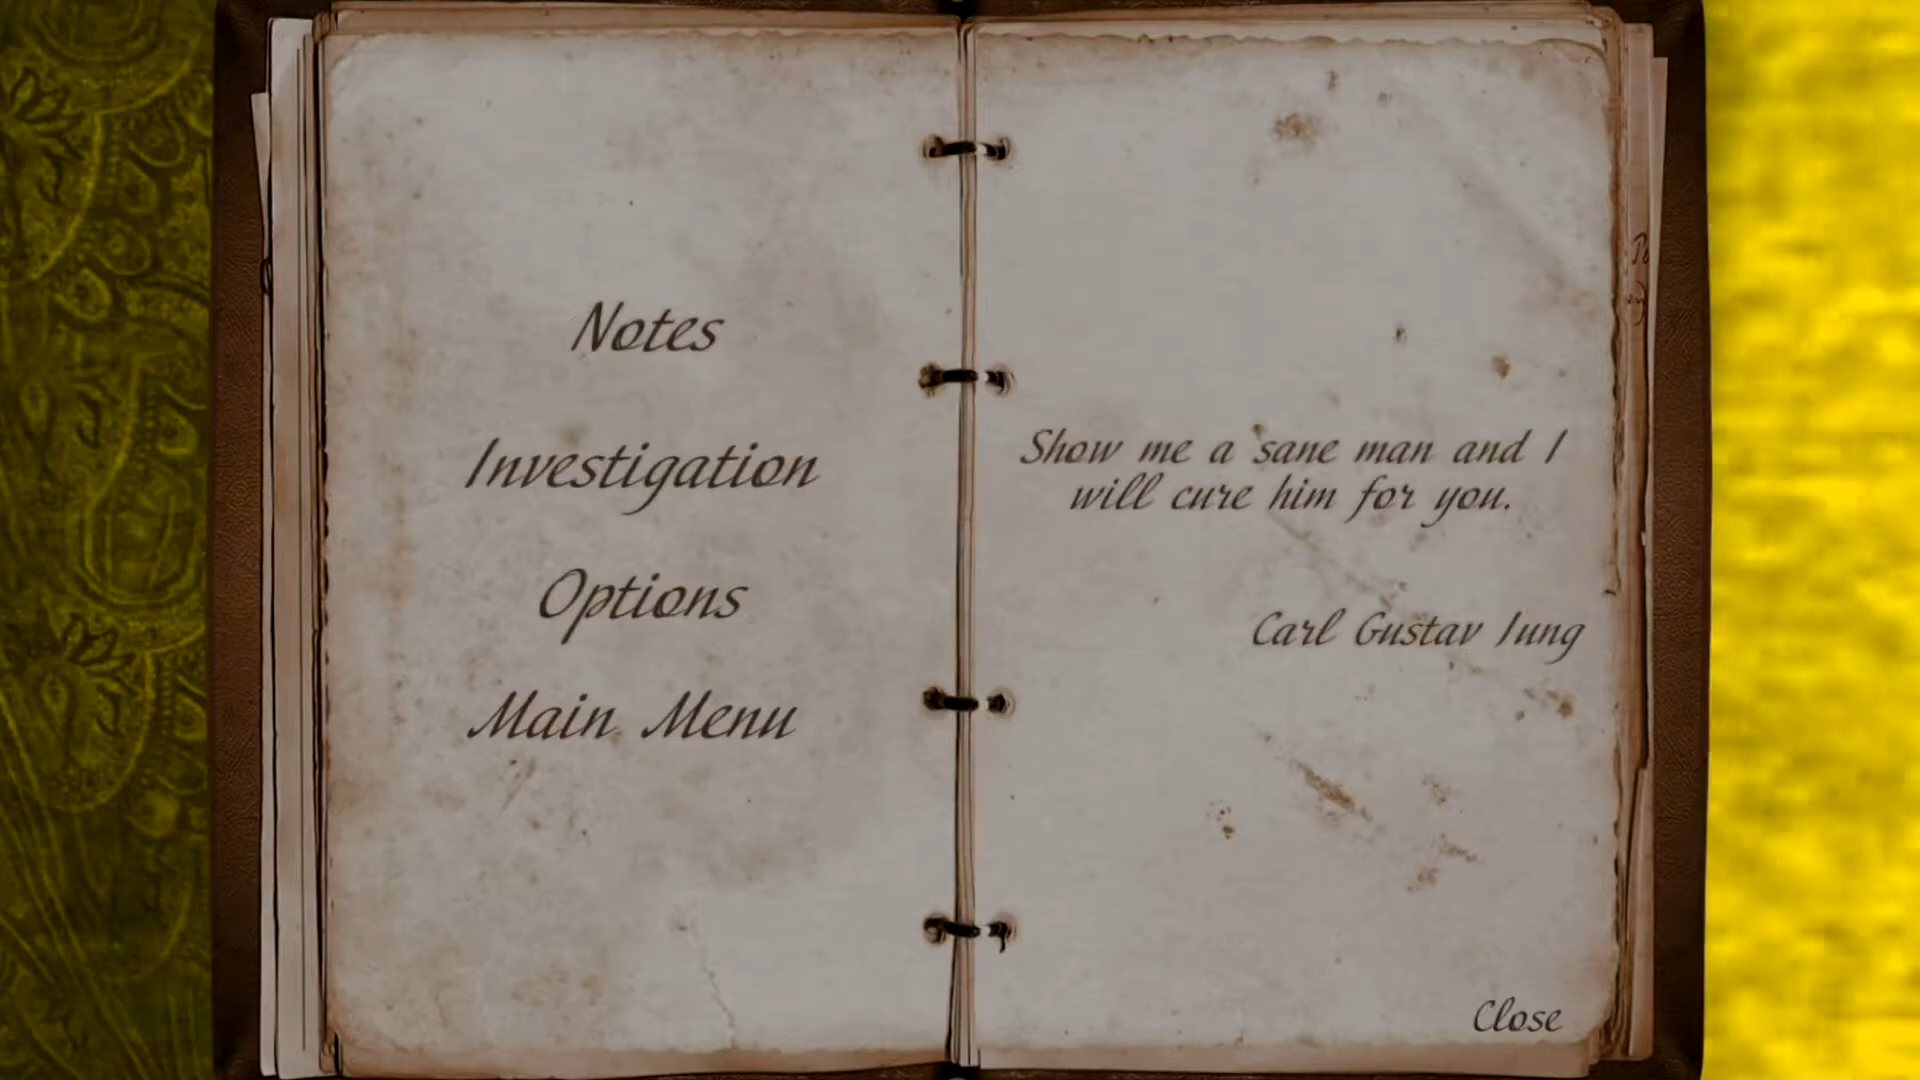 Notes
Investigation
Options
Main Menu
Show me a sane man and I
will cure him for you.
Carl Gustav Jung
Close